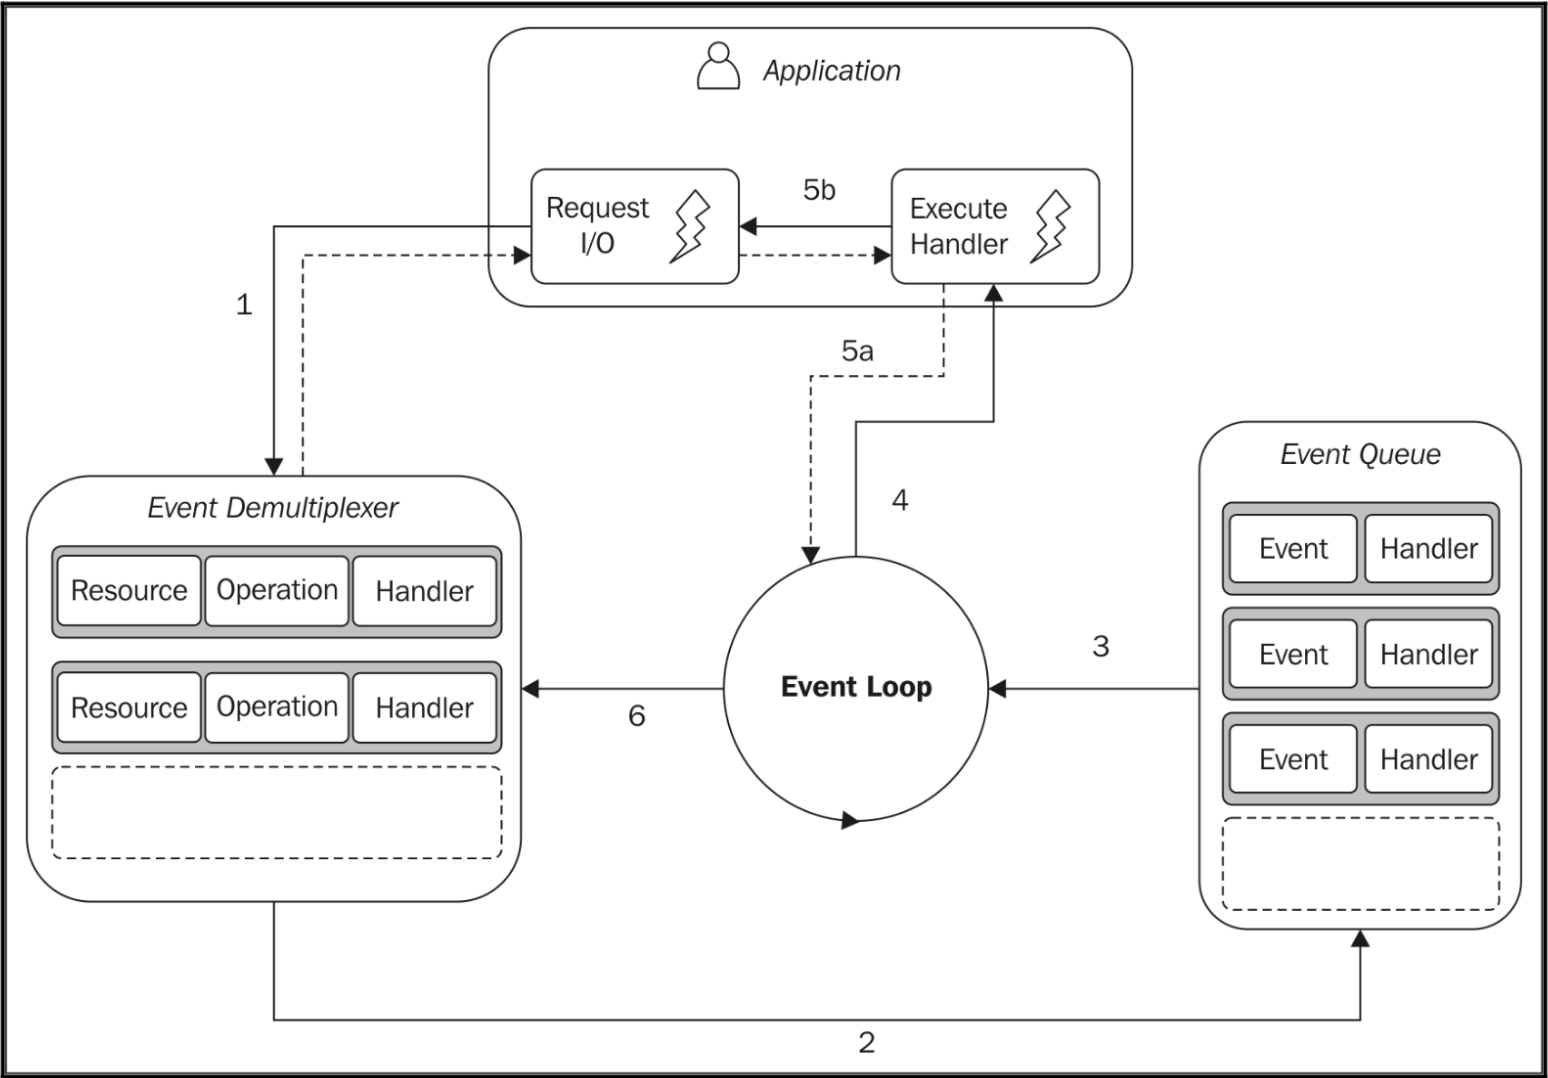 Application
Request
I/O
5b
Execute
Handler
1
5a
4
Event Demultiplexer
Resource Operation Handler
Resource Operation Handler
Event Loop
6
3
Event Queue
Event Handler
Event Handler
Event Handler
2